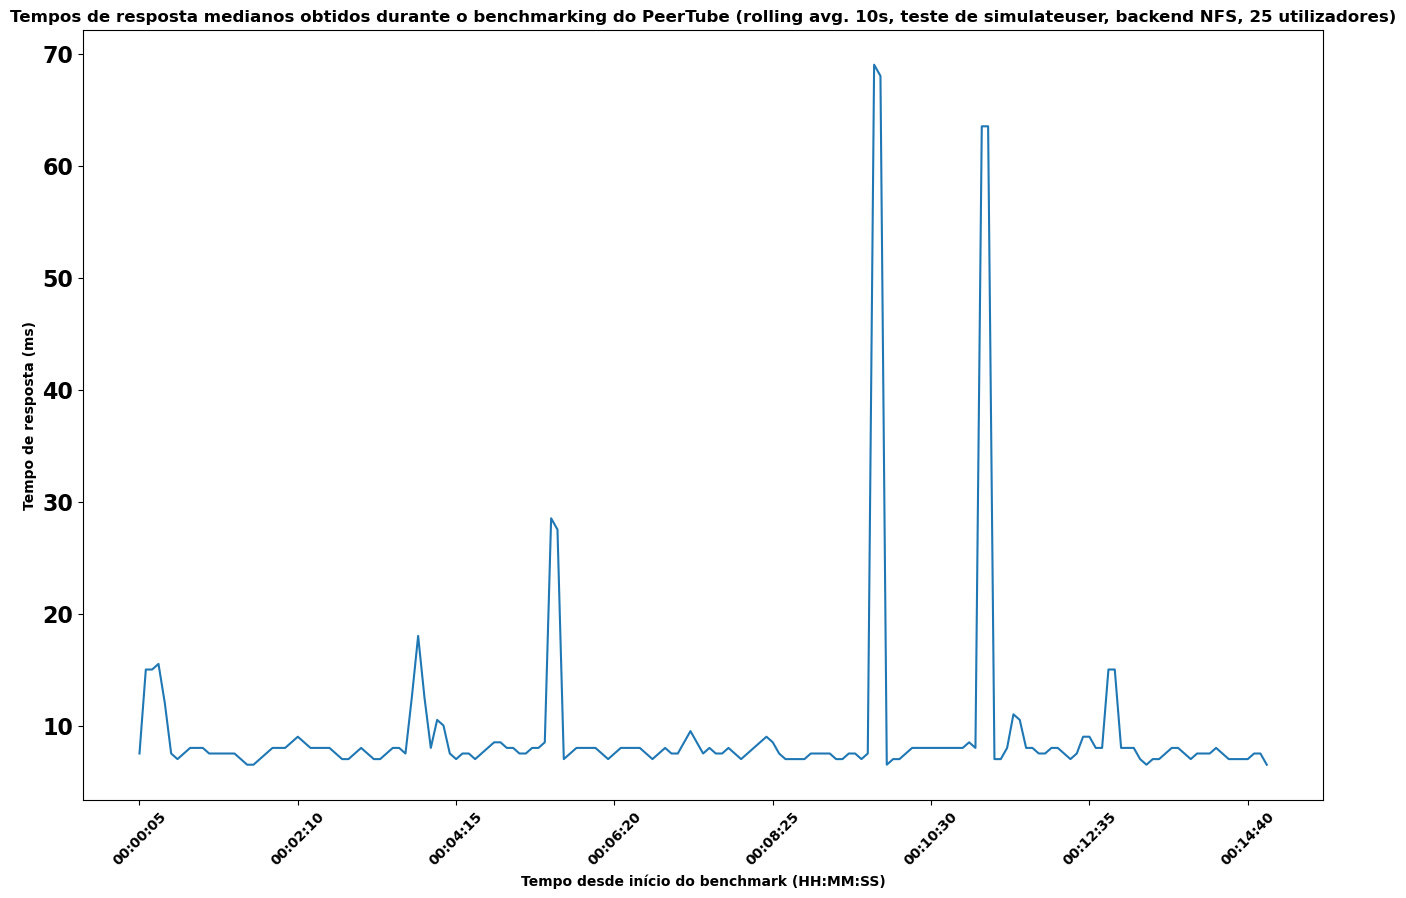 Tempos de resposta medianos obtidos durante o benchmarking do PeerTube (rolling avg. 10s, teste de simulateuser, backend NFS, 25 utilizadores)
70
60
50
40
30
20
10
Tempo de resposta (ms)
00:00:05 00:02:10 00:04:15 00:06:20 00:08:25 00:10:30 00:12:35 00:14:40
Tempo desde início do benchmark (HH:MM:SS)